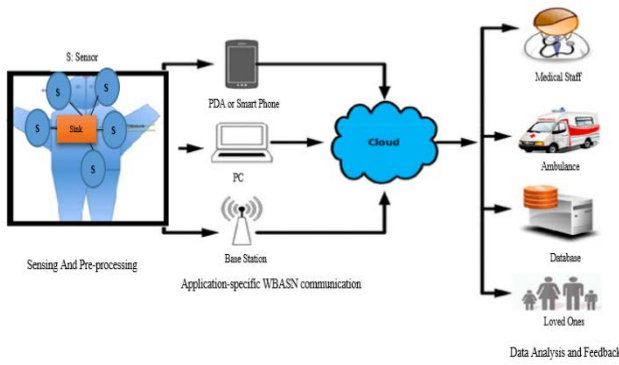 S: Sensor
S
S
S
S
Sink
S
Sensing And Pre-processing
PDA or Smart Phone
PC
Base Station
Application-specific WBASN communication
Cloud
Medical Staff
Ambulance
Database
Loved Ones
Data Analysis and Feedback